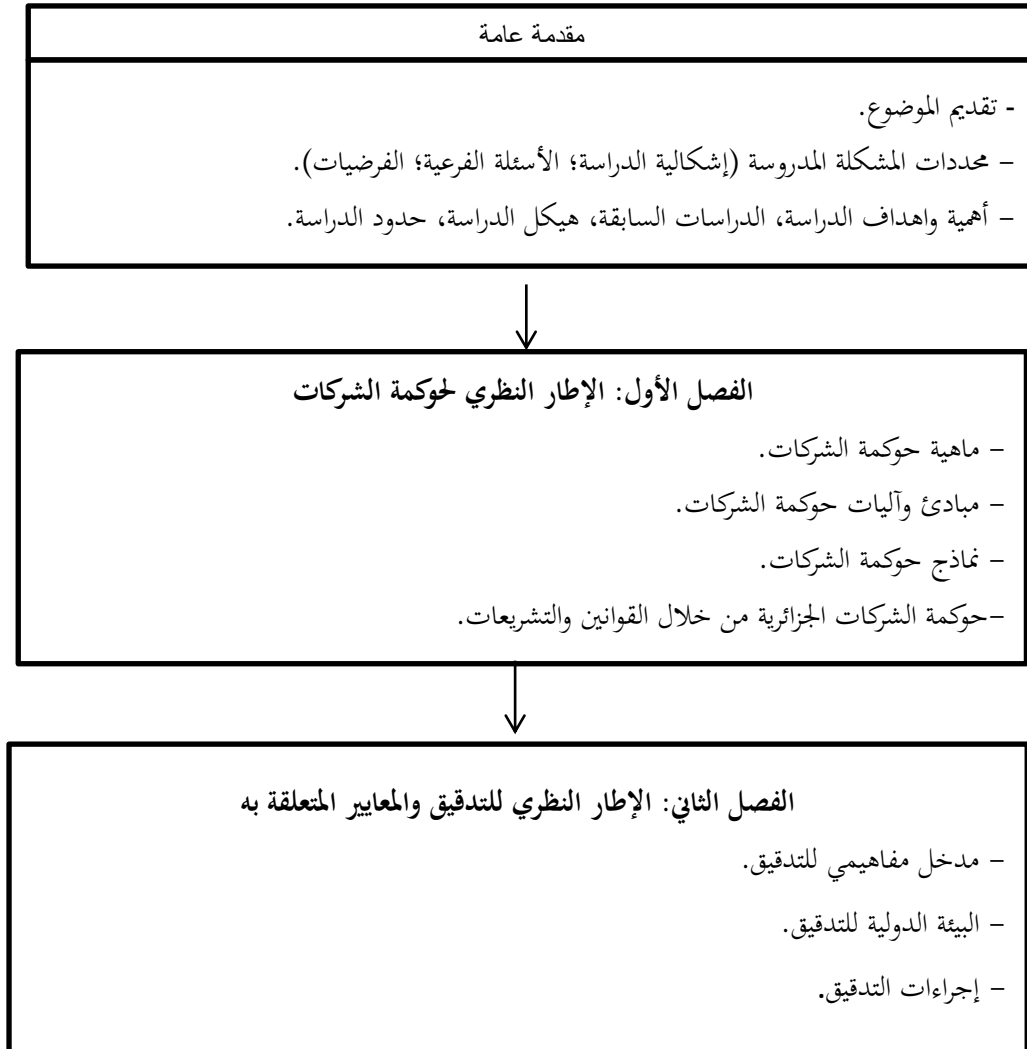 مقدمة عامة
- تقديم الموضوع.
– محددات المشكلة المدروسة (إشكالية الدراسة؛ الأسئلة الفرعية؛ الفرضيات).
– أهمية واهداف الدراسة، الدراسات السابقة، هيكل الدراسة، حدود الدراسة.
الفصل الأول: الإطار النظري لحوكمة الشركات
– ماهية حوكمة الشركات.
– مبادئ وآليات حوكمة الشركات.
– نماذج حوكمة الشركات.
–حوكمة الشركات الجزائرية من خلال القوانين والتشريعات.
الفصل الثاني: الإطار النظري للتدقيق والمعايير المتعلقة به
– مدخل مفاهيمي للتدقيق.
– البيئة الدولية للتدقيق.
– إجراءات التدقيق.